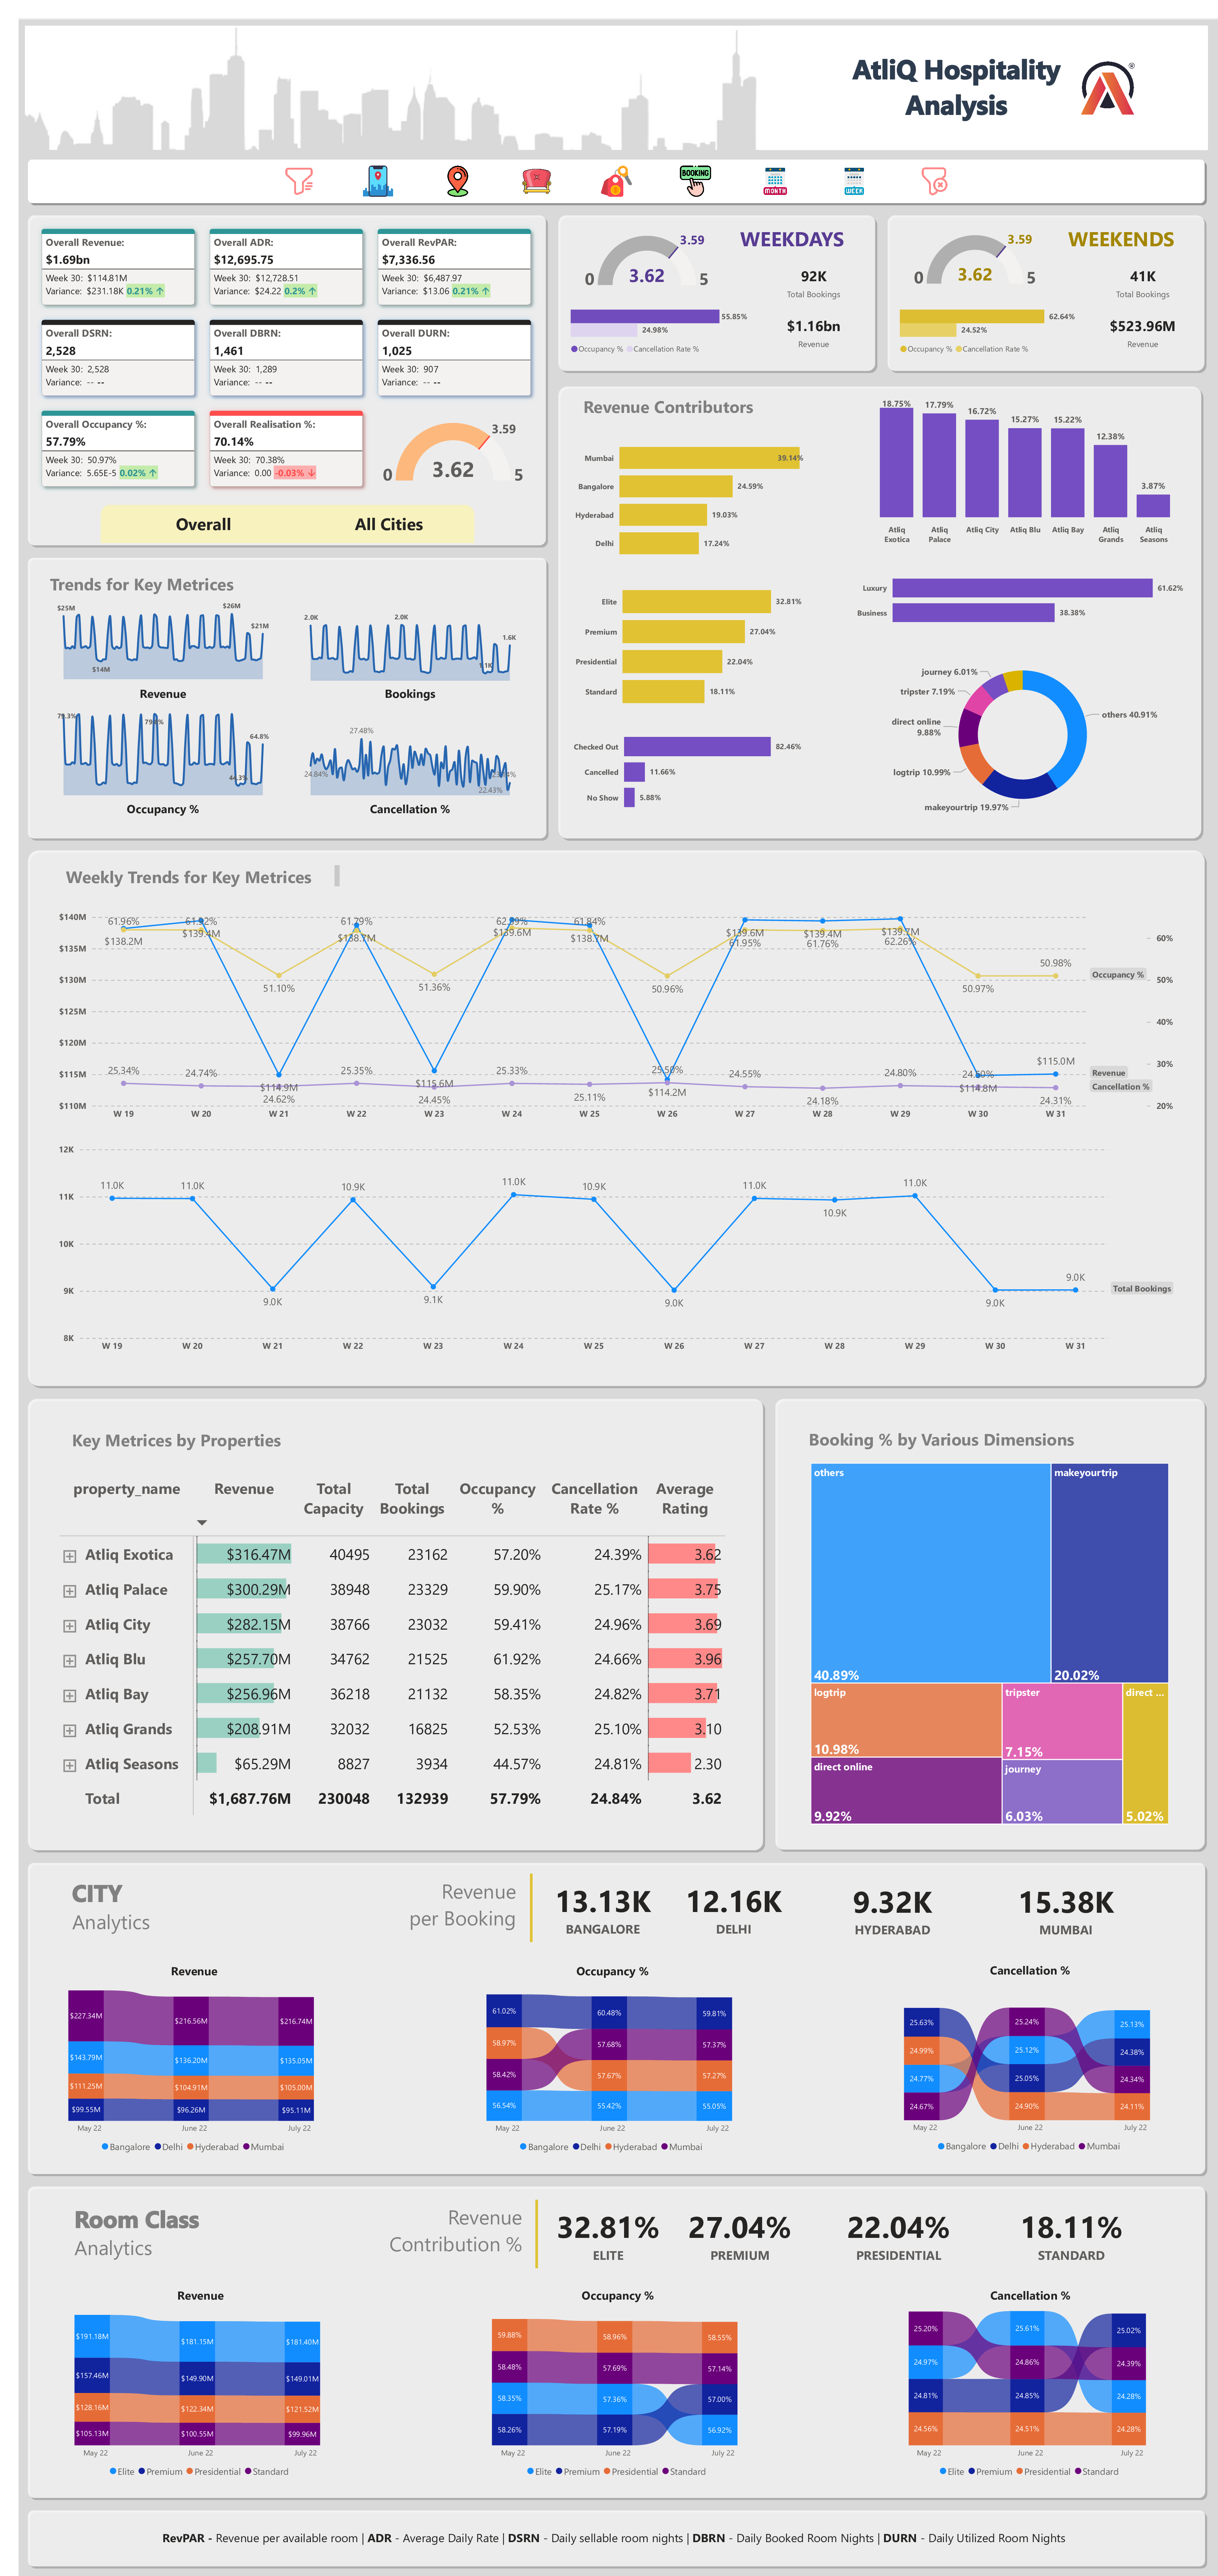 AtliQ Hospitality
Analysis
®
BOOKING
MONTH
WEEK
Overall Revenue:
$1.69bn
Week 30: $114.81M
Variance: $231.18K 0.21% ↑
Overall ADR:
$12,695.75
Week 30: $12,728.51
Variance: $24.22 0.2% ↑
Overall RevPAR:
$7,336.56
Week 30: $6,487.97
Variance: $13.06 0.21% ↑
Overall DSRN:
2,528
Week 30: 2,528
Variance: -- --
Overall DBRN:
1,461
Week 30: 1,289
Variance: -- --
Overall DURN:
1,025
Week 30: 907
Variance: -- --
Overall Occupancy %:
57.79%
Week 30: 50.97%
Variance: 5.65E-5 0.02% ↑
Overall Realisation %:
70.14%
Week 30: 70.38%
Variance: 0.00 -0.03% ↓
3.59
0 3.62 5
Overall All Cities
3.59
0 3.62 5
WEEKDAYS
92K
Total Bookings
55.85%
24.98%
$1.16bn
Revenue
Occupancy % Cancellation Rate %
3.59
0 3.62 5
WEEKENDS
41K
Total Bookings
62.64%
24.52%
$523.96M
Revenue
Occupancy % Cancellation Rate %
Revenue Contributors
Mumbai 39.14%
Bangalore 24.59%
Hyderabad 19.03%
Delhi 17.24%
18.75% 17.79% 16.72% 15.27% 15.22% 12.38% 3.87%
Atliq Exotica Atliq Palace Atliq City Atliq Blu Atliq Bay Atliq Grands Atliq Seasons
Elite 32.81%
Premium 27.04%
Presidential 22.04%
Standard 18.11%
Luxury 61.62%
Business 38.38%
Checked Out 82.46%
Cancelled 11.66%
No Show 5.88%
journey 6.01%
tripster 7.19%
direct online
9.88%
logtrip 10.99%
makeyourtrip 19.97%
others 40.91%
Trends for Key Metrices
$25M $26M $21M
$14M
Revenue
2.0K 2.0K 1.6K
1.1K
Bookings
64.8%
44.3%
Occupancy %
27.48%
24.84%
22.43%
Cancellation %
Weekly Trends for Key Metrices
$140M
$135M
$130M
$125M
$120M
$115M
$110M
60%
50%
40%
30%
20%
61.96% 61.92% 51.10% 61.79% 51.36% 61.84% 50.96% 61.95% 61.76% 62.26% 50.97% 50.98%
$138.2M $139.4M $114.9M $138.7M $115.6M $139.6M $138.7M $114.2M $139.6M $139.4M $139.7M $114.8M $115.0M
25.34% 24.74% 24.62% 25.35% 24.45% 25.33% 25.11% 25.50% 24.55% 24.18% 24.80% 24.31%
Occupancy %
Revenue
Cancellation %
W 19 W 20 W 21 W 22 W 23 W 24 W 25 W 26 W 27 W 28 W 29 W 30 W 31
12K
11K
10K
9K
8K
11.0K 11.0K 9.0K 10.9K 9.1K 11.0K 10.9K 9.0K 11.0K 10.9K 11.0K 9.0K 9.0K
Total Bookings
W 19 W 20 W 21 W 22 W 23 W 24 W 25 W 26 W 27 W 28 W 29 W 30 W 31
Key Metrices by Properties
property_name Revenue Total Capacity Total Bookings Occupancy % Cancellation Rate % Average Rating
Atliq Exotica $316.47M 40495 23162 57.20% 24.39% 3.62
Atliq Palace $300.29M 38948 23329 59.90% 25.17% 3.75
Atliq City $282.15M 38766 23032 59.41% 24.96% 3.69
Atliq Blu $257.70M 34762 21525 61.92% 24.66% 3.96
Atliq Bay $256.96M 36218 21132 58.35% 24.82% 3.71
Atliq Grands $208.91M 32032 16825 52.53% 25.10% 3.10
Atliq Seasons $65.29M 8827 3934 44.57% 24.81% 2.30
Total $1,687.76M 230048 132939 57.79% 24.84% 3.62
Booking % by Various Dimensions
others
40.89%
makeyourtrip
20.02%
logtrip
10.98%
direct online
9.92%
tripster
7.15%
journey
6.03%
direct ...
5.02%
CITY
Analytics
Revenue
per Booking
13.13K 12.16K 9.32K 15.38K
BANGALORE DELHI HYDERABAD MUMBAI
Revenue
$227.34M $216.56M $216.74M
$143.79M $136.20M $135.05M
$111.25M $104.91M $105.00M
$99.55M $96.26M $95.11M
May 22 June 22 July 22
Bangalore Delhi Hyderabad Mumbai
Occupancy %
61.02% 60.48% 59.81%
58.97% 57.68% 57.37%
58.42% 57.67% 57.27%
56.54% 55.42% 55.05%
May 22 June 22 July 22
Bangalore Delhi Hyderabad Mumbai
Cancellation %
25.63% 25.24% 25.13%
24.99% 25.12% 24.38%
24.77% 25.05% 24.34%
24.67% 24.90% 24.11%
May 22 June 22 July 22
Bangalore Delhi Hyderabad Mumbai
Room Class
Analytics
Revenue
Contribution %
32.81% 27.04% 22.04% 18.11%
ELITE PREMIUM PRESIDENTIAL STANDARD
Revenue
$191.18M $181.15M $181.40M
$157.46M $149.90M $149.01M
$128.16M $122.34M $121.52M
$105.13M $100.55M $99.96M
May 22 June 22 July 22
Elite Premium Presidential Standard
Occupancy %
59.88% 58.96% 58.55%
58.48% 57.69% 57.14%
58.35% 57.36% 57.00%
58.26% 57.19% 56.92%
May 22 June 22 July 22
Elite Premium Presidential Standard
Cancellation %
25.20% 25.61% 25.02%
24.97% 24.86% 24.39%
24.81% 24.85% 24.28%
24.56% 24.51% 24.28%
May 22 June 22 July 22
Elite Premium Presidential Standard
RevPAR - Revenue per available room | ADR - Average Daily Rate | DSRN - Daily sellable room nights | DBRN - Daily Booked Room Nights | DURN - Daily Utilized Room Nights